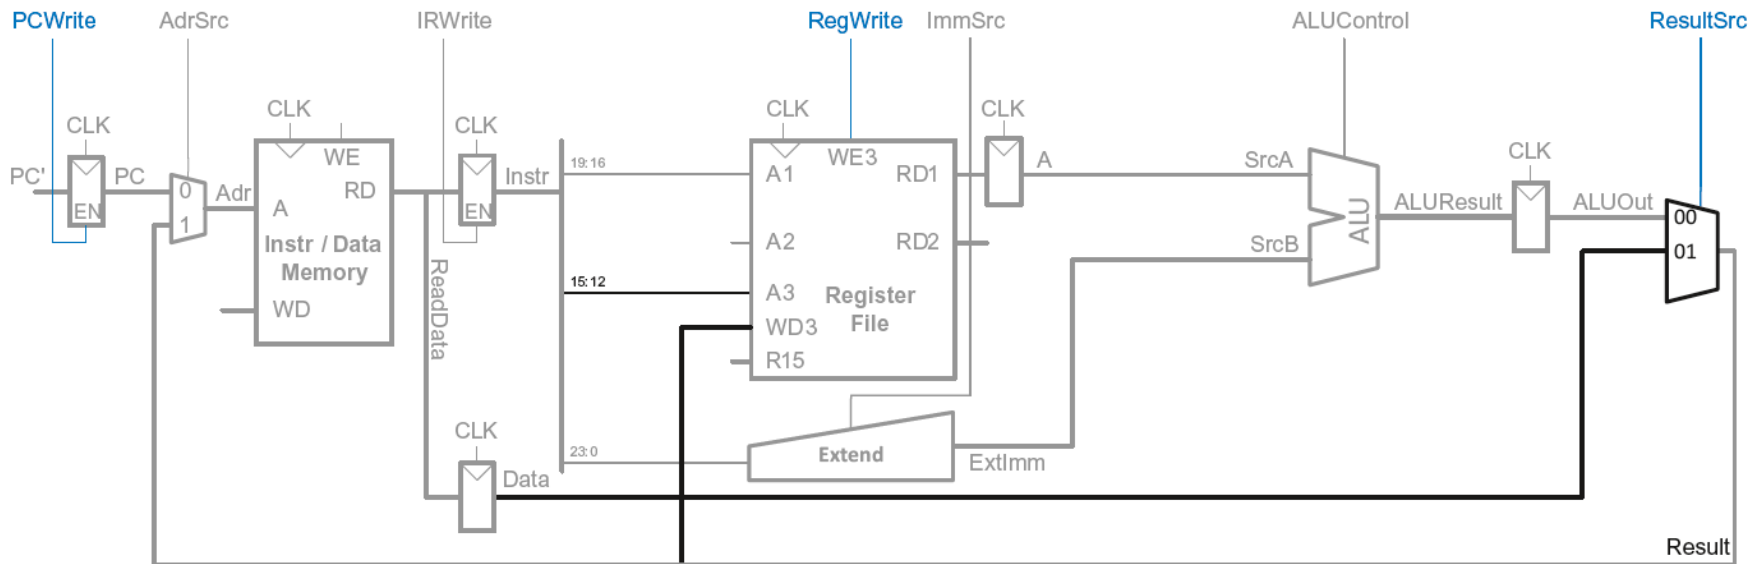 PCWrite AdrSrc IRWrite RegWrite ImmSrc ALUControl ResultSrc
CLK CLK CLK CLK
CLK CLK CLK
WE WE3
PC' PC 0 Adr RD Instr 19:16 A1 RD1 A SrcA ALUResult ALUOut 00
EN 1 A EN A2 RD2 SrcB ALU 01
Instr / Data
Memory
ReadData
15:12 A3
Register
File
WD WD3
R15
CLK
23:0 Extend ExtImm
Data
Result